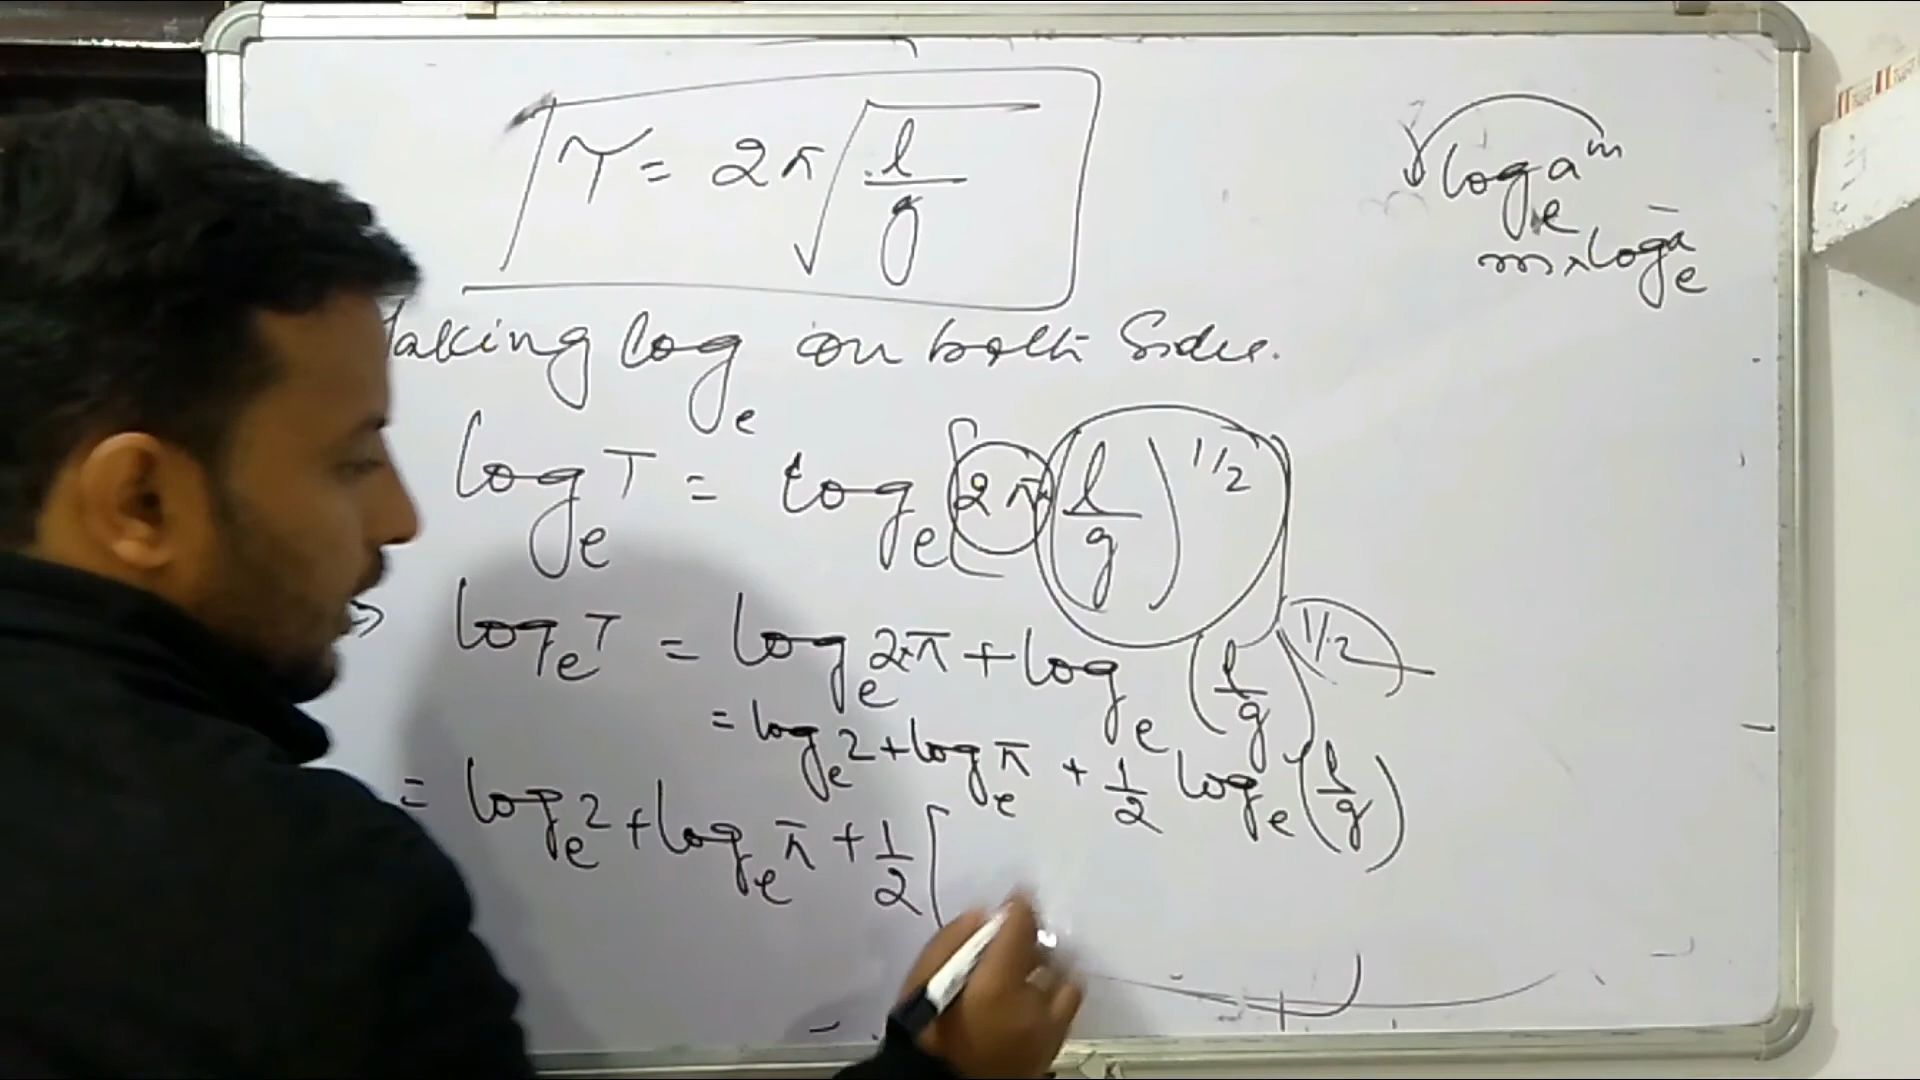 T = 2π√(l/g)
log_e a^m
m × log_e a
Taking log_e on both sides.
log_e T = log_e [2π (l/g)^1/2
⇒ log_e T = log_e 2π + log_e (l/g)^1/2
= log_e 2 + log_e π + 1/2 log_e (l/g)
= log_e 2 + log_e π + 1/2 [